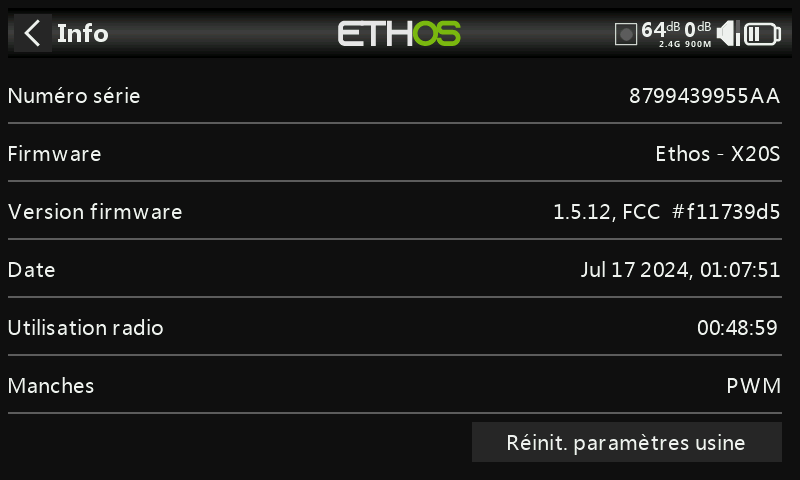 Info ETHOS 64dB 0dB
2.4G 900M
Numéro série 8799439955AA
Firmware Ethos - X20S
Version firmware 1.5.12, FCC #f11739d5
Date Jul 17 2024, 01:07:51
Utilisation radio 00:48:59
Manches PWM
Réinit. paramètres usine